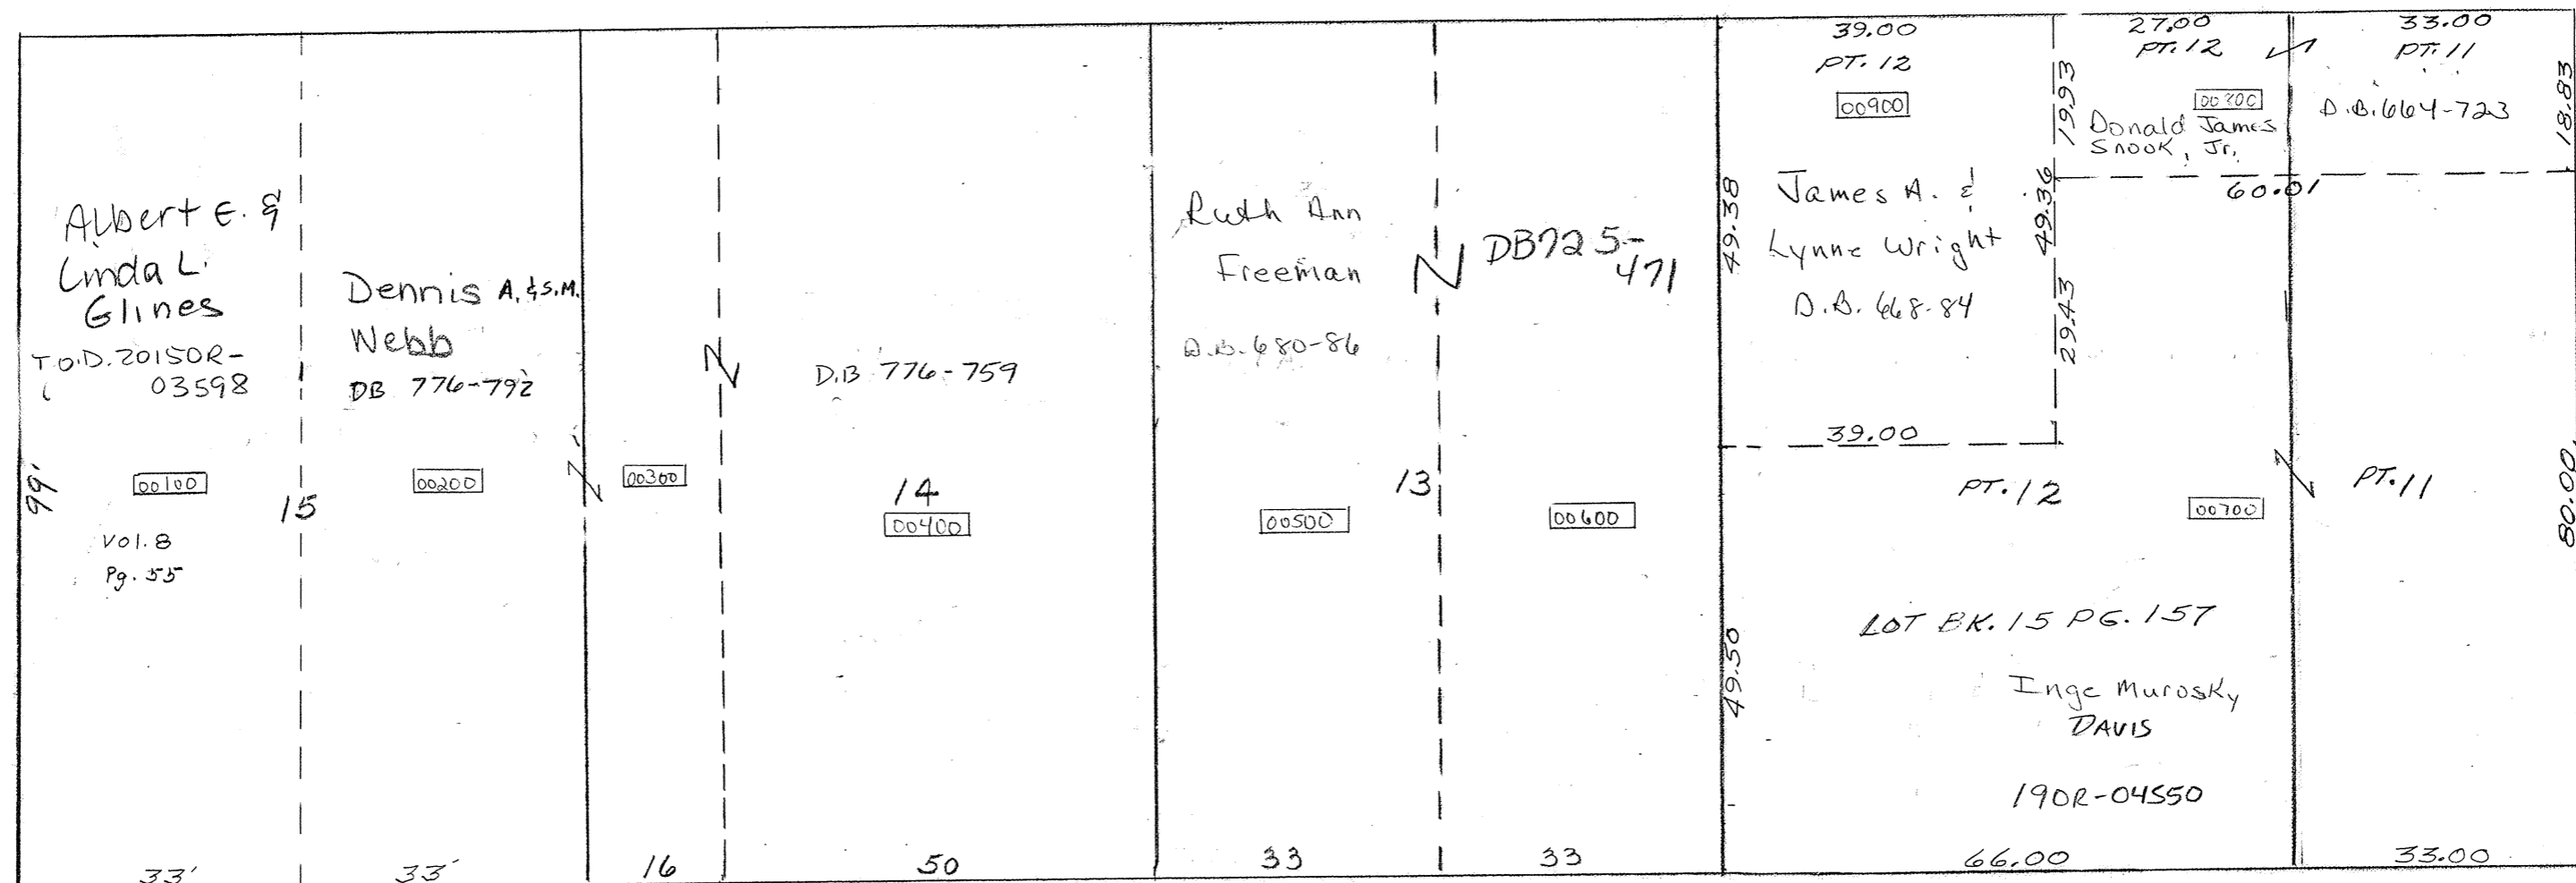 Albert E. &
Linda L.
Glines
T.O.D. 20150R-
03598
99'
00100
15
Vol. 8
Pg. 55
33'
Dennis A. & S.M.
Webb
DB 776-792
00200
33'
00300
16
D.B 776-759
14
00400
50
Ruth Ann
Freeman
D.B. 680-86
13
00500
33
DB725-
471
00600
33
39.00
PT. 12
00900
49.38
James A. &
Lynne Wright
D.B. 668-84
39.00
19.93
49.36
29.43
27.00
PT. 12
00800
Donald James
Snook, Jr.
33.00
PT. 11
D.B. 664-723
18.83
60.01
PT. 12
00700
PT. 11
80.00
49.50
LOT BK. 15 PG. 157
Inge Murosky
DAVIS
190R-04550
66.00
33.00